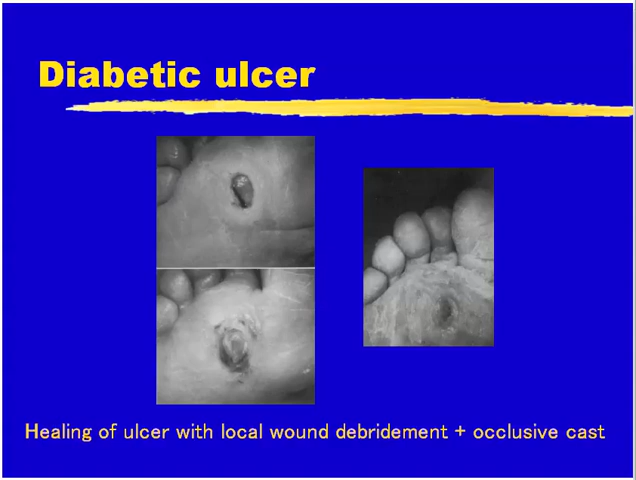 Diabetic ulcer
Healing of ulcer with local wound debridement + occlusive cast